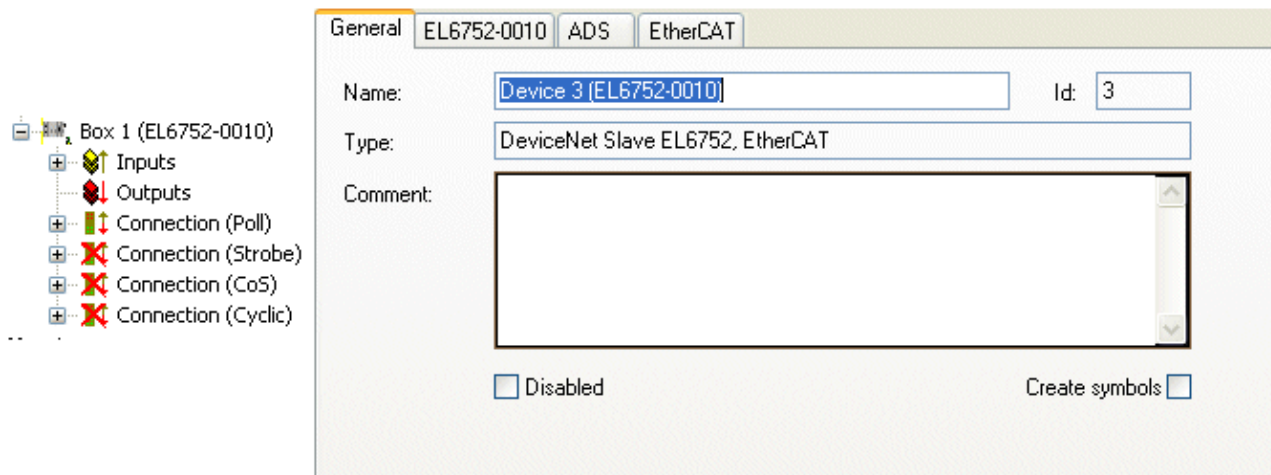 Box 1 (EL6752-0010)
Inputs
Outputs
Connection (Poll)
Connection (Strobe)
Connection (CoS)
Connection (Cyclic)
General EL6752-0010 ADS EtherCAT
Name: Device 3 (EL6752-0010) Id: 3
Type: DeviceNet Slave EL6752, EtherCAT
Comment:
Disabled Create symbols